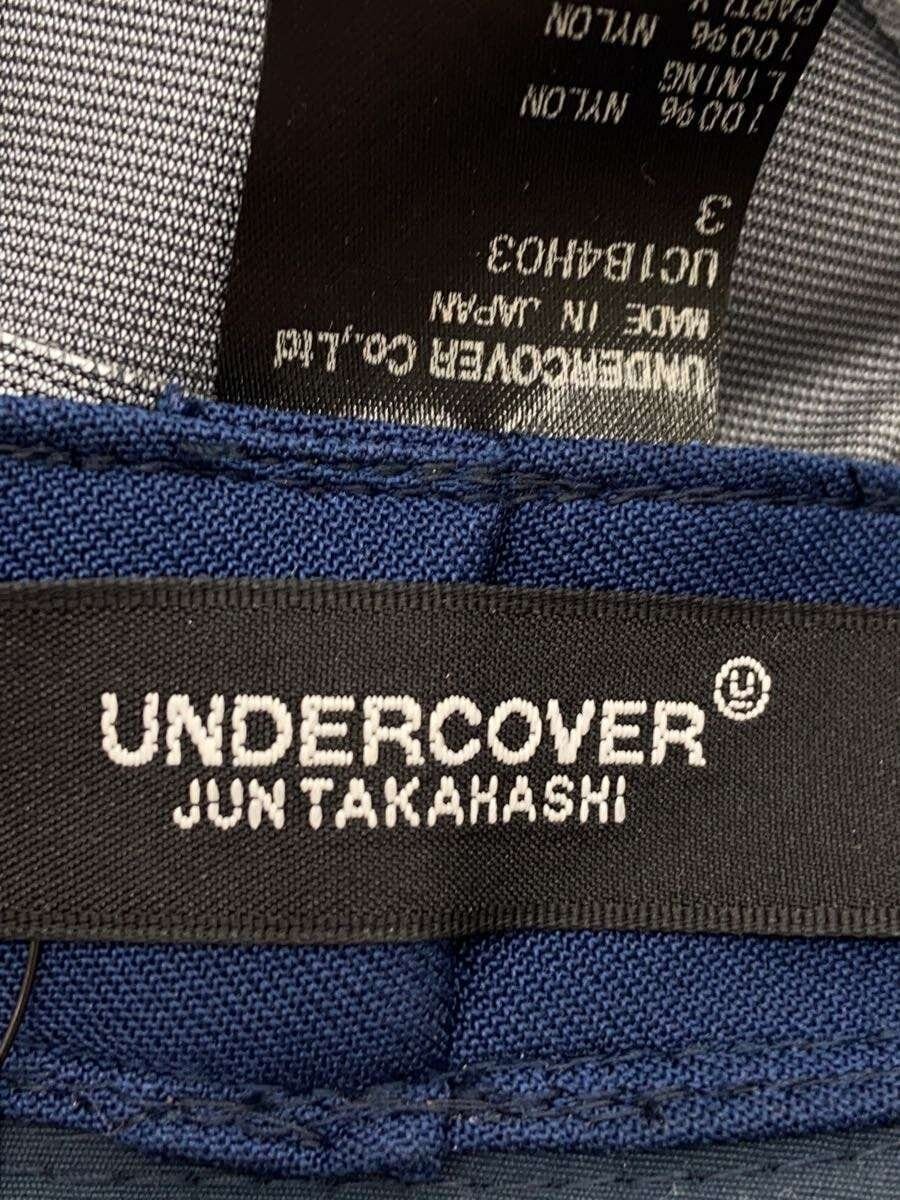 UNDERCOVER Co.,Ltd
MADE IN JAPAN
UC1B4H03
3
100% NYLON
LINING
100% NYLON
UNDERCOVER
JUN TAKAHASHI